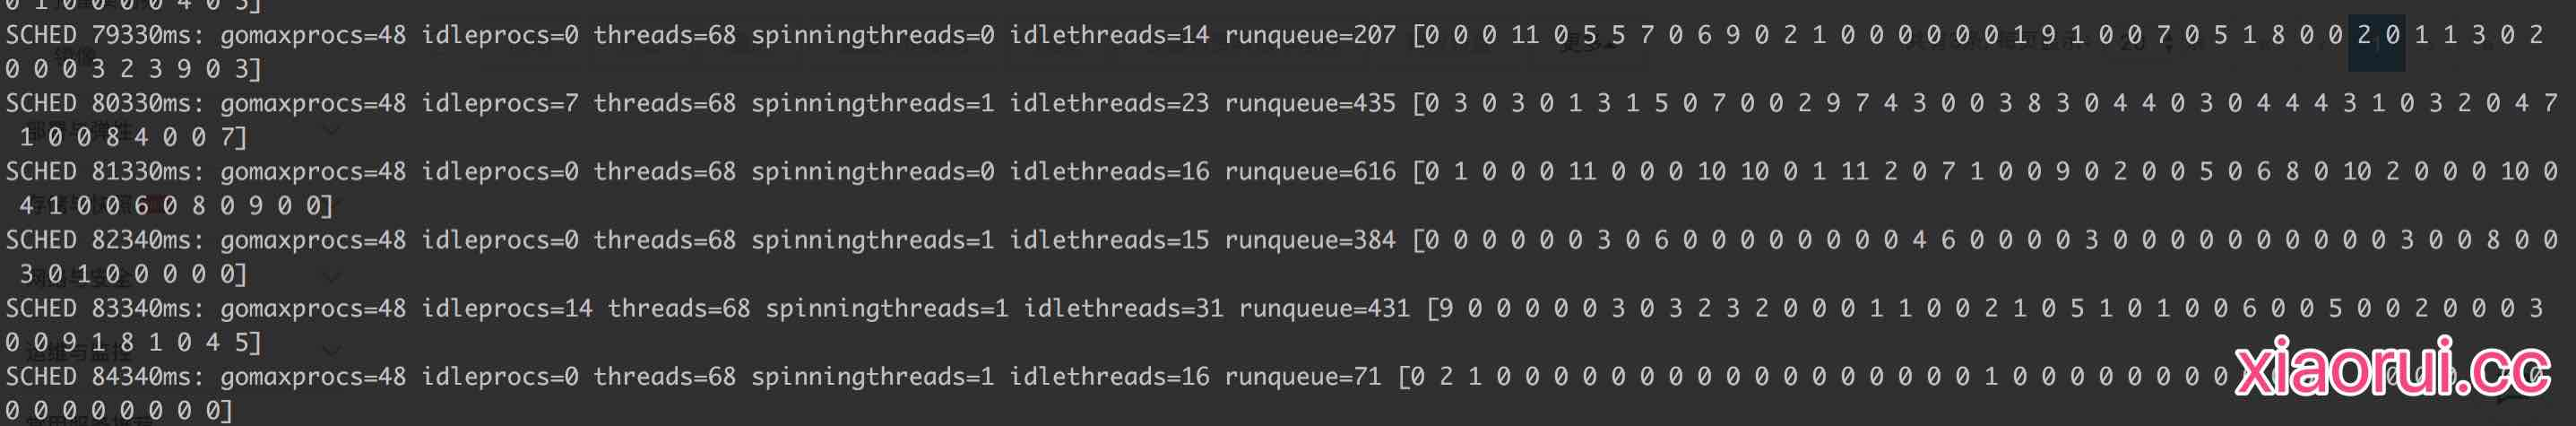 0 1 0 0 0 0 4 0 3]
SCHED 79330ms: gomaxprocs=48 idleprocs=0 threads=68 spinningthreads=0 idlethreads=14 runqueue=207 [0 0 0 11 0 5 5 7 0 6 9 0 2 1 0 0 0 0 0 0 1 9 1 0 0 7 0 5 1 8 0 0 2 0 1 1 3 0 2
0 0 0 3 2 3 9 0 3]
SCHED 80330ms: gomaxprocs=48 idleprocs=7 threads=68 spinningthreads=1 idlethreads=23 runqueue=435 [0 3 0 3 0 1 3 1 5 0 7 0 0 2 9 7 4 3 0 0 3 8 3 0 4 4 0 3 0 4 4 4 3 1 0 3 2 0 4 7
1 0 0 8 4 0 0 7]
SCHED 81330ms: gomaxprocs=48 idleprocs=0 threads=68 spinningthreads=0 idlethreads=16 runqueue=616 [0 1 0 0 0 11 0 0 0 10 10 0 1 11 2 0 7 1 0 0 9 0 2 0 0 5 0 6 8 0 10 2 0 0 0 10 0
4 1 0 0 6 0 8 0 9 0 0]
SCHED 82340ms: gomaxprocs=48 idleprocs=0 threads=68 spinningthreads=1 idlethreads=15 runqueue=384 [0 0 0 0 0 0 3 0 6 0 0 0 0 0 0 0 0 4 6 0 0 0 0 3 0 0 0 0 0 0 0 0 0 0 3 0 0 8 0 0
3 0 1 0 0 0 0 0]
SCHED 83340ms: gomaxprocs=48 idleprocs=14 threads=68 spinningthreads=1 idlethreads=31 runqueue=431 [9 0 0 0 0 0 3 0 3 2 3 2 0 0 0 1 1 0 0 2 1 0 5 1 0 1 0 0 6 0 0 5 0 0 2 0 0 0 3
0 0 9 1 8 1 0 4 5]
SCHED 84340ms: gomaxprocs=48 idleprocs=0 threads=68 spinningthreads=1 idlethreads=16 runqueue=71 [0 2 1 0 0 0 0 0 0 0 0 0 0 0 0 0 0 0 0 0 1 0 0 0 0 0 0 0 0
0 0 0 0 0 0 0 0]
xiaorui.cc